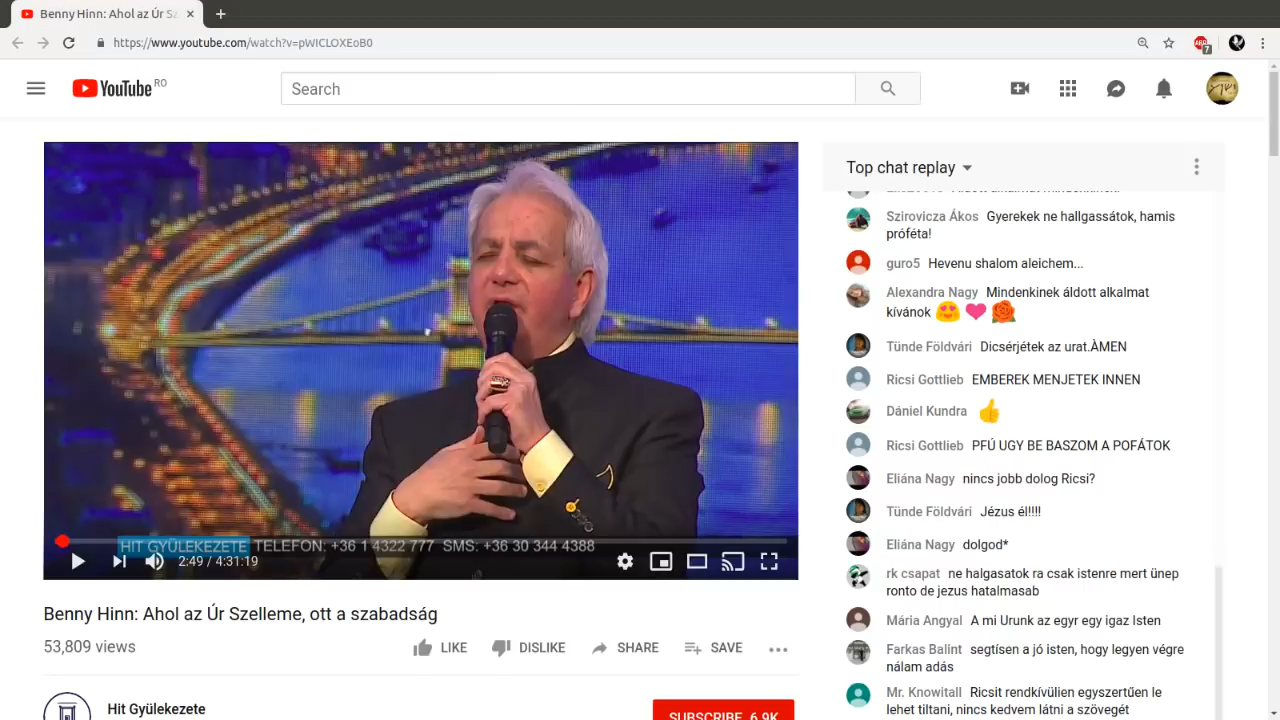 Benny Hinn: Ahol az Úr Sz
https://www.youtube.com/watch?v=pWICLOXEoB0
ABP
7
YouTube RO
Search
Top chat replay
Szirovicza Ákos Gyerekek ne hallgassátok, hamis
próféta!
guro5 Hevenu shalom aleichem...
Alexandra Nagy Mindenkinek áldott alkalmat
kívánok
Tünde Földvári Dicsérjétek az urat.ÀMEN
Ricsi Gottlieb EMBEREK MENJETEK INNEN
Dániel Kundra
Ricsi Gottlieb PFÚ UGY BE BASZOM A POFÁTOK
Eliána Nagy nincs jobb dolog Ricsi?
Tünde Földvári Jézus él!!!!
Eliána Nagy dolgod*
rk csapat ne halgasatok ra csak istenre mert ünep
ronto de jezus hatalmasab
Mária Angyal A mi Urunk az egyr egy igaz Isten
Farkas Balint segtísen a jó isten, hogy legyen végre
nálam adás
Mr. Knowitall Ricsit rendkívülien egyszertűen le
lehet tiltani, nincs kedvem látni a szövegét
HIT GYÜLEKEZETE TELEFON: +36 1 4322 777 SMS: +36 30 344 4388
2:49 / 4:31:19
Benny Hinn: Ahol az Úr Szelleme, ott a szabadság
53,809 views
LIKE DISLIKE SHARE SAVE
Hit Gyülekezete
SUBSCRIBE 6.9K